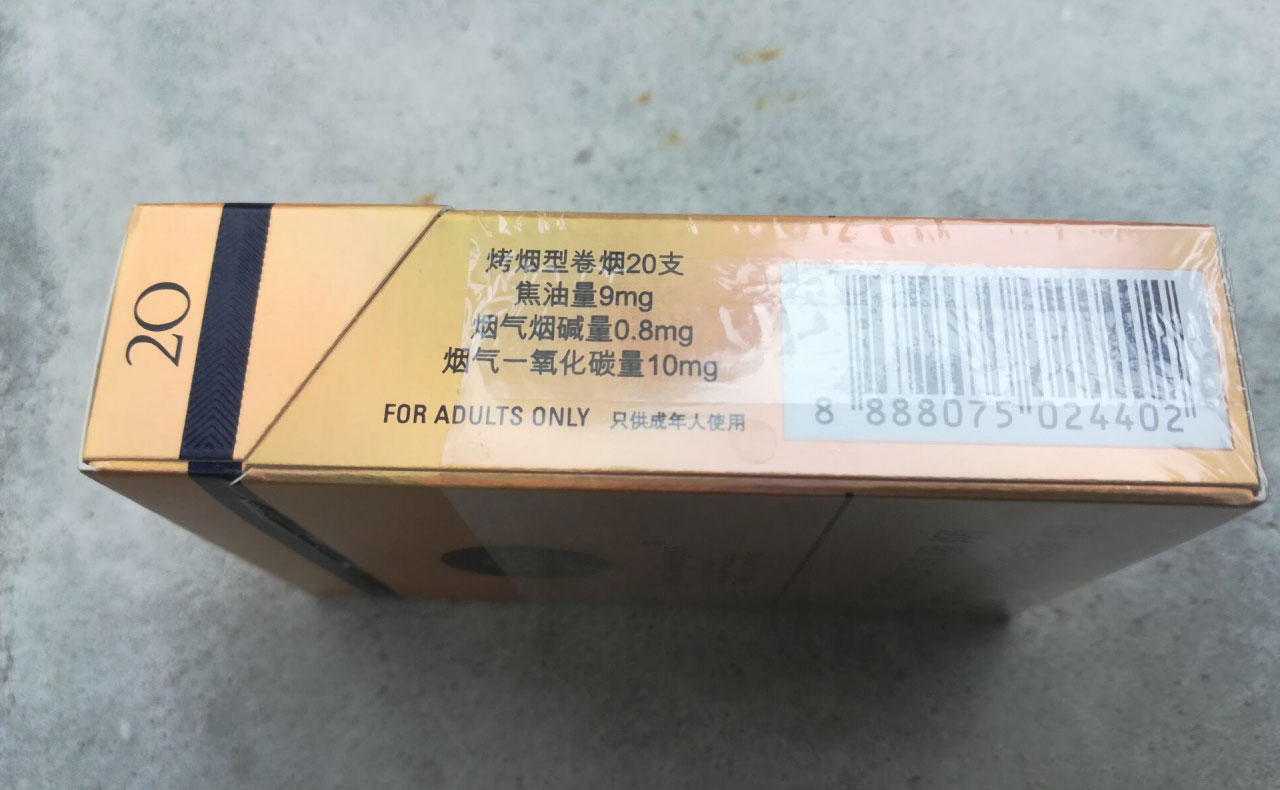 20
烤烟型卷烟20支
焦油量9mg
烟气烟碱量0.8mg
烟气一氧化碳量10mg
FOR ADULTS ONLY 只供成年人使用
8 888075 024402